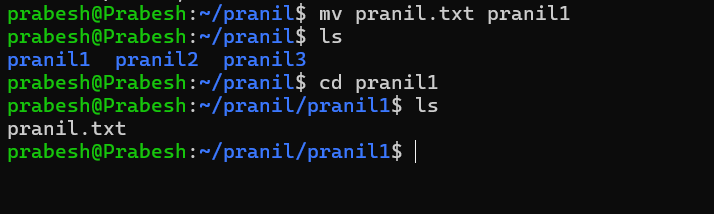 prabesh@Prabesh:~/pranil$ mv pranil.txt pranil1
prabesh@Prabesh:~/pranil$ ls
pranil1  pranil2  pranil3
prabesh@Prabesh:~/pranil$ cd pranil1
prabesh@Prabesh:~/pranil/pranil1$ ls
pranil.txt
prabesh@Prabesh:~/pranil/pranil1$